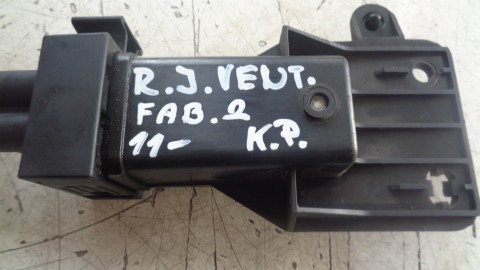 R.J. VENT.
FAB.2
11- K.P.